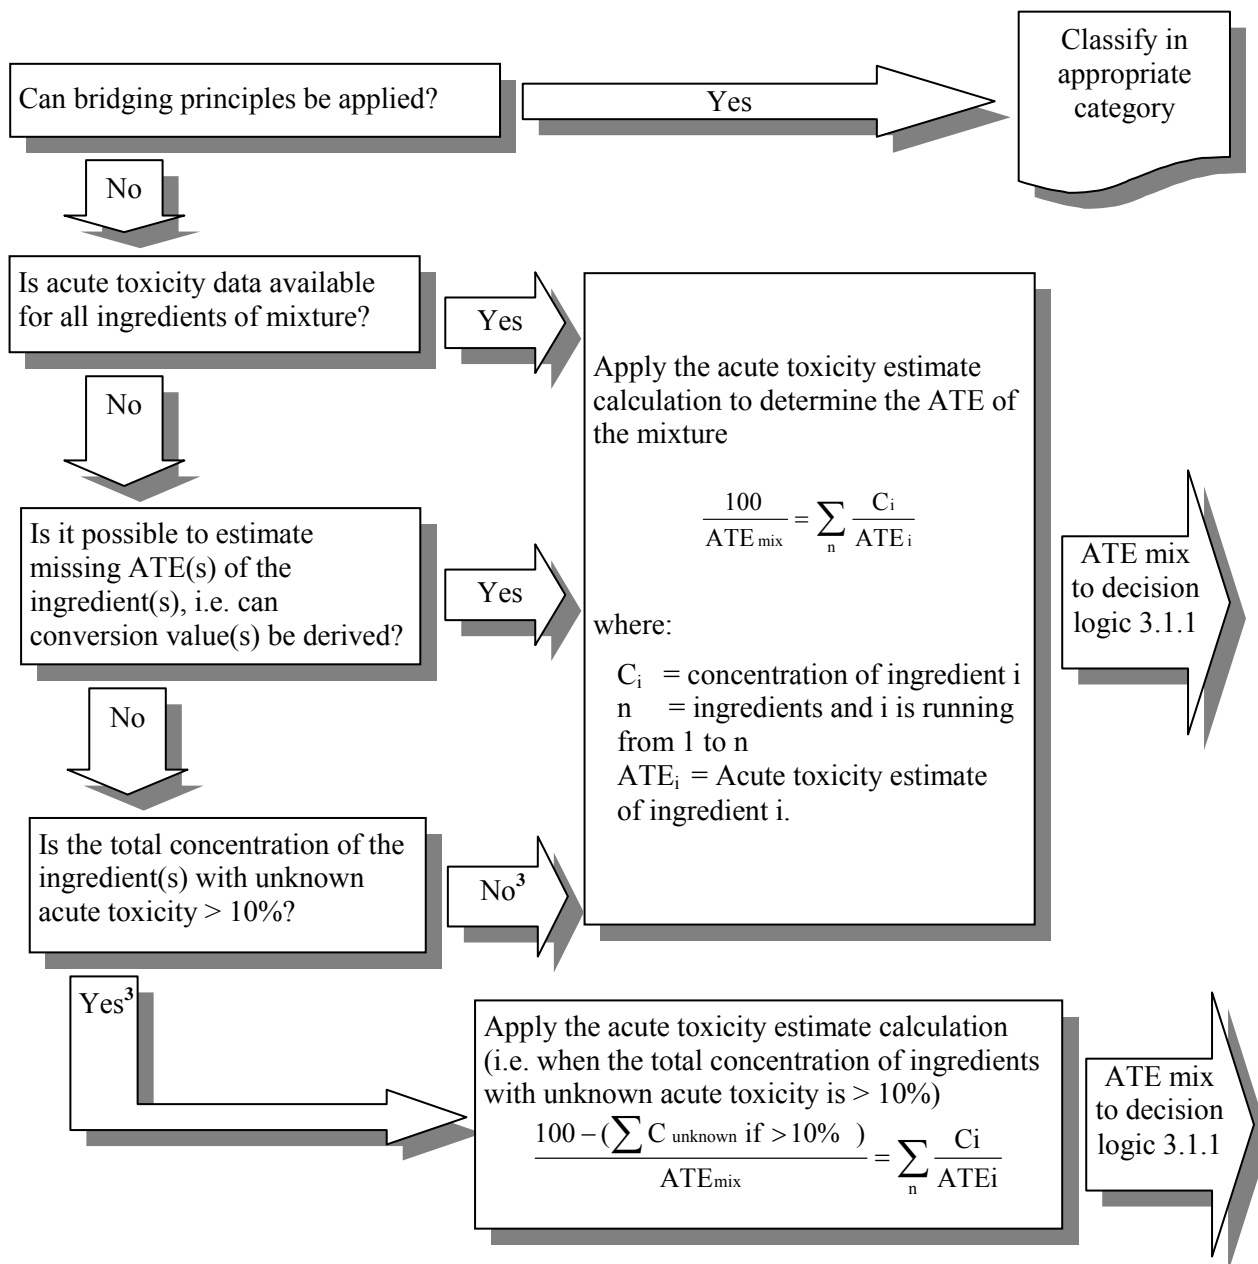 Can bridging principles be applied?
Yes
Classify in
appropriate
category
No
Is acute toxicity data available
for all ingredients of mixture?
Yes
No
Is it possible to estimate
missing ATE(s) of the
ingredient(s), i.e. can
conversion value(s) be derived?
Yes
No
Is the total concentration of the
ingredient(s) with unknown
acute toxicity > 10%?
No³
Apply the acute toxicity estimate
calculation to determine the ATE of
the mixture
100
ATE mix
= ∑
n
C i
ATE i
where:
Cᵢ = concentration of ingredient i
n = ingredients and i is running
from 1 to n
ATEᵢ = Acute toxicity estimate
of ingredient i.
ATE mix
to decision
logic 3.1.1
Yes³
Apply the acute toxicity estimate calculation
(i.e. when the total concentration of ingredients
with unknown acute toxicity is > 10%)
100 – (∑ C unknown if > 10% )
ATEmix
= ∑
n
Ci
ATEi
ATE mix
to decision
logic 3.1.1